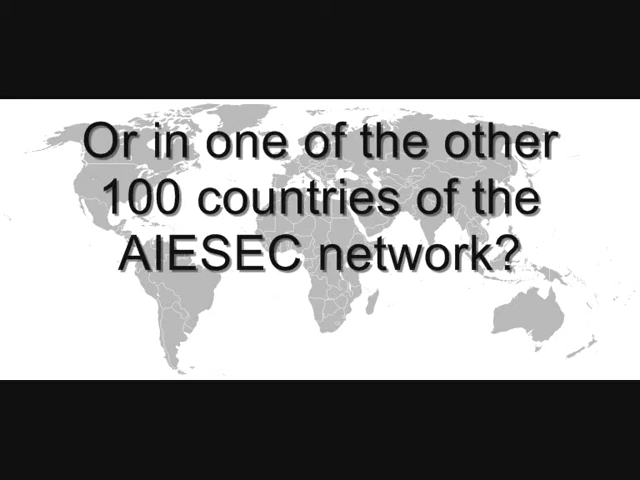 Or in one of the other
100 countries of the
AIESEC network?